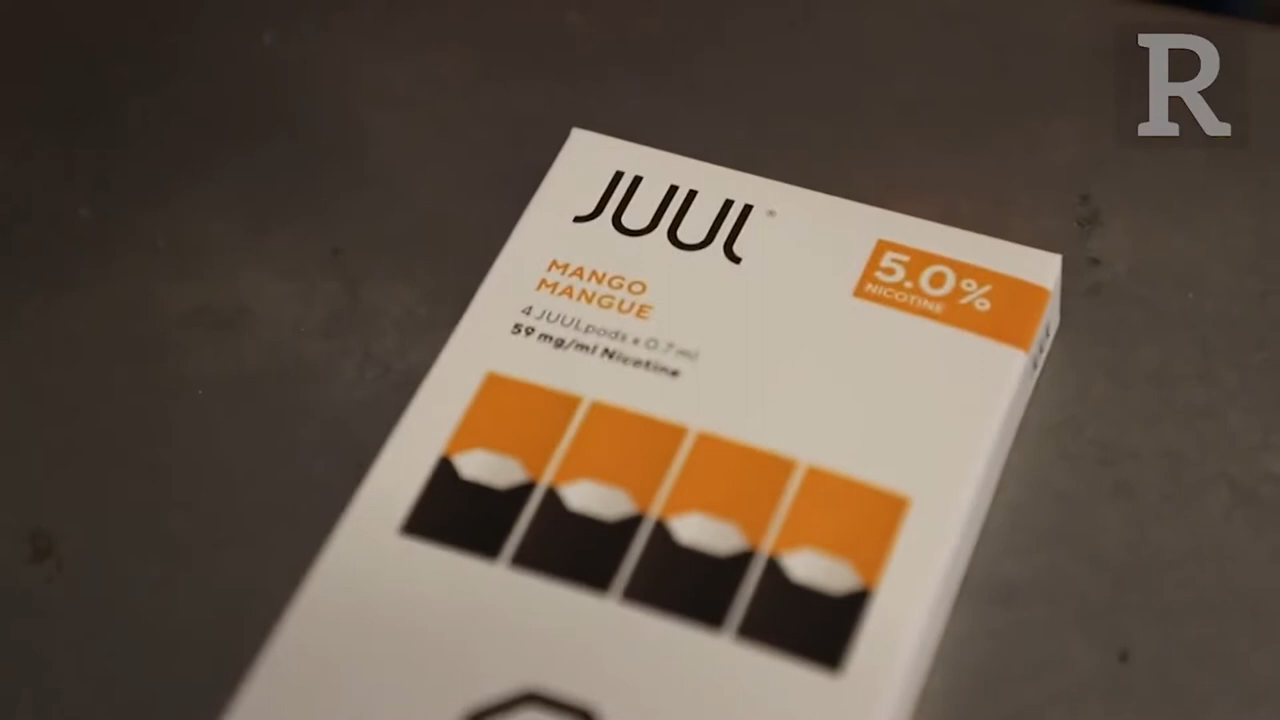 R
JUUL®
5.0%
NICOTINE
MANGO
MANGUE
4 JUULpods x 0.7 ml
59 mg/ml Nicotine